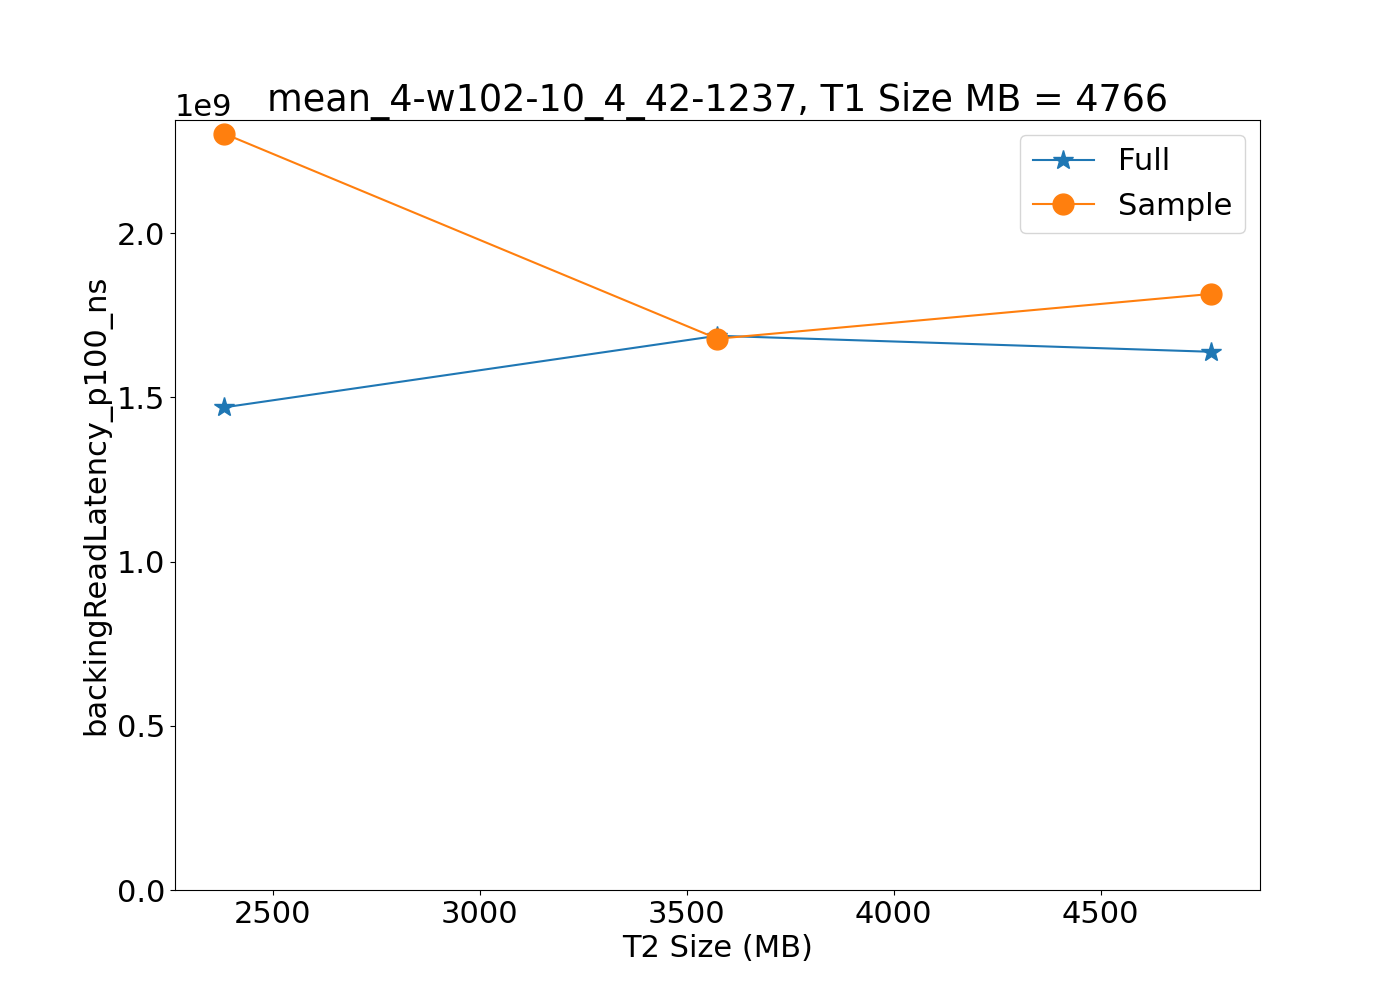 mean_4-w102-10_4_42-1237, T1 Size MB = 4766
1e9
Full
Sample
2.0
1.5
1.0
0.5
0.0
backingReadLatency_p100_ns
2500
3000
3500
4000
4500
T2 Size (MB)